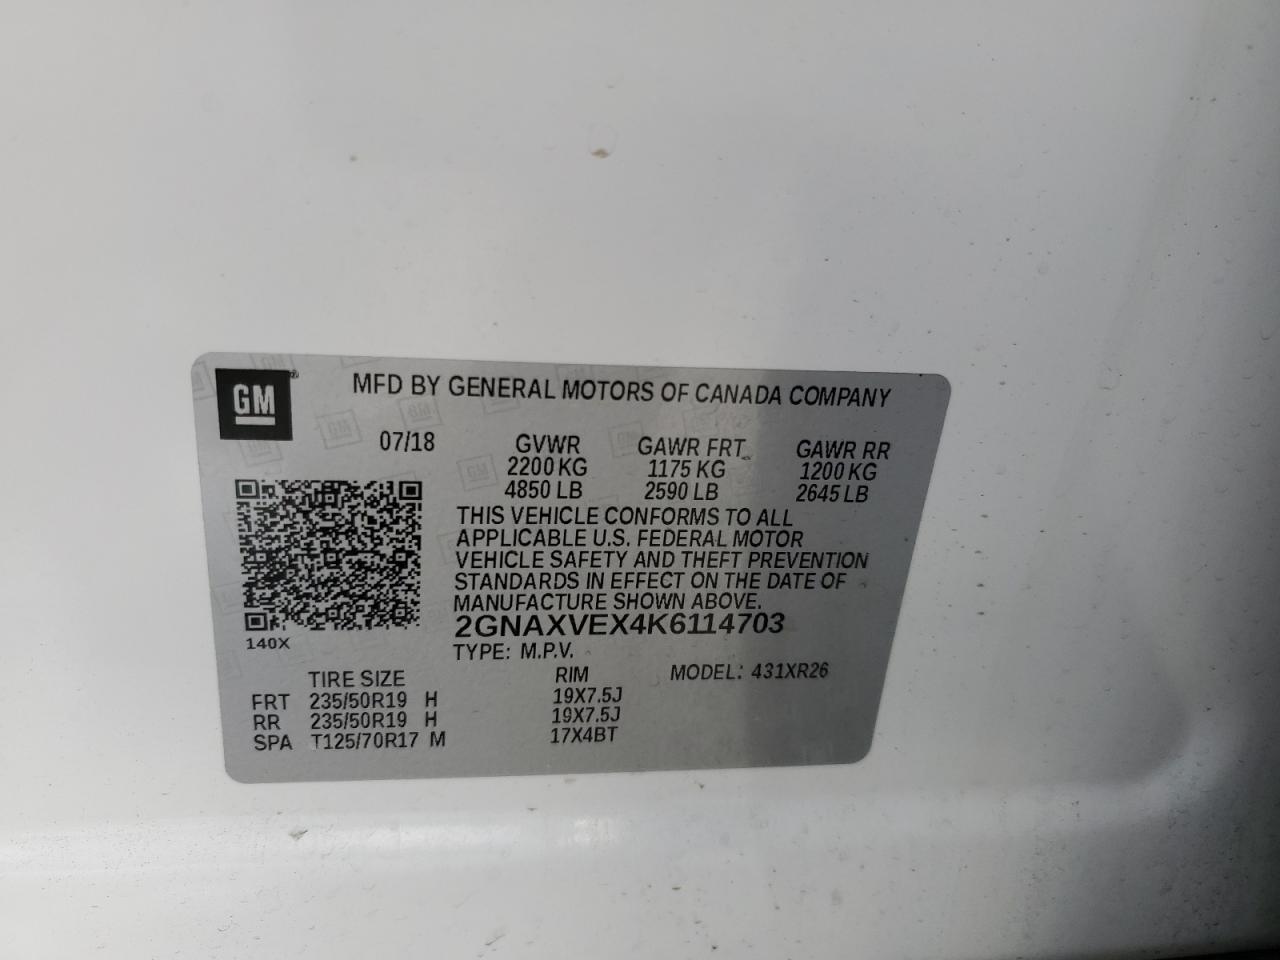 GM
MFD BY GENERAL MOTORS OF CANADA COMPANY
07/18 GVWR GAWR FRT GAWR RR
2200 KG 1175 KG 1200 KG
4850 LB 2590 LB 2645 LB
THIS VEHICLE CONFORMS TO ALL
APPLICABLE U.S. FEDERAL MOTOR
VEHICLE SAFETY AND THEFT PREVENTION
STANDARDS IN EFFECT ON THE DATE OF
MANUFACTURE SHOWN ABOVE.
2GNAXVEX4K6114703
140X
TYPE: M.P.V.
TIRE SIZE RIM MODEL: 431XR26
FRT 235/50R19 H 19X7.5J
RR 235/50R19 H 19X7.5J
SPA T125/70R17 M 17X4BT